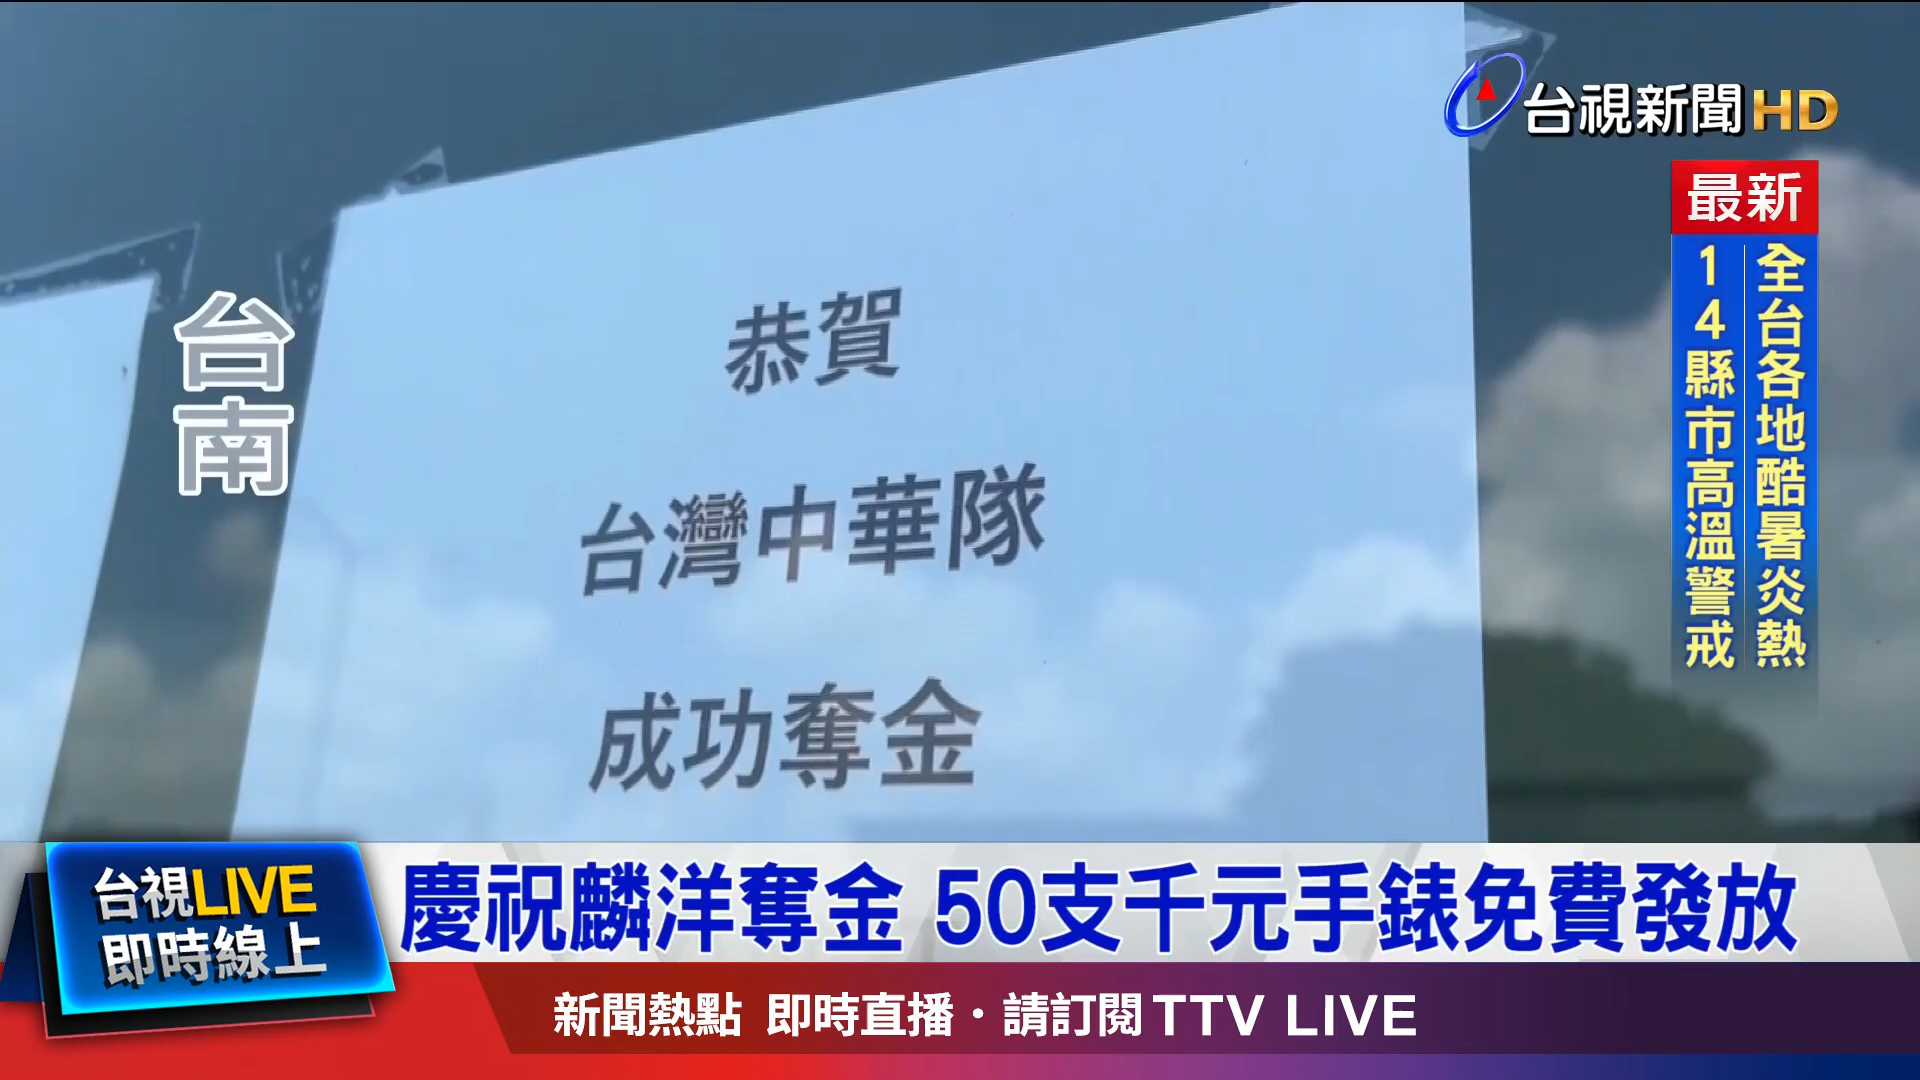 台視新聞HD
最新
全台各地酷暑炎熱
14縣市高溫警戒
台南
恭賀
台灣中華隊
成功奪金
台視LIVE
即時線上
慶祝麟洋奪金 50支千元手錶免費發放
新聞熱點 即時直播・請訂閱TTV LIVE